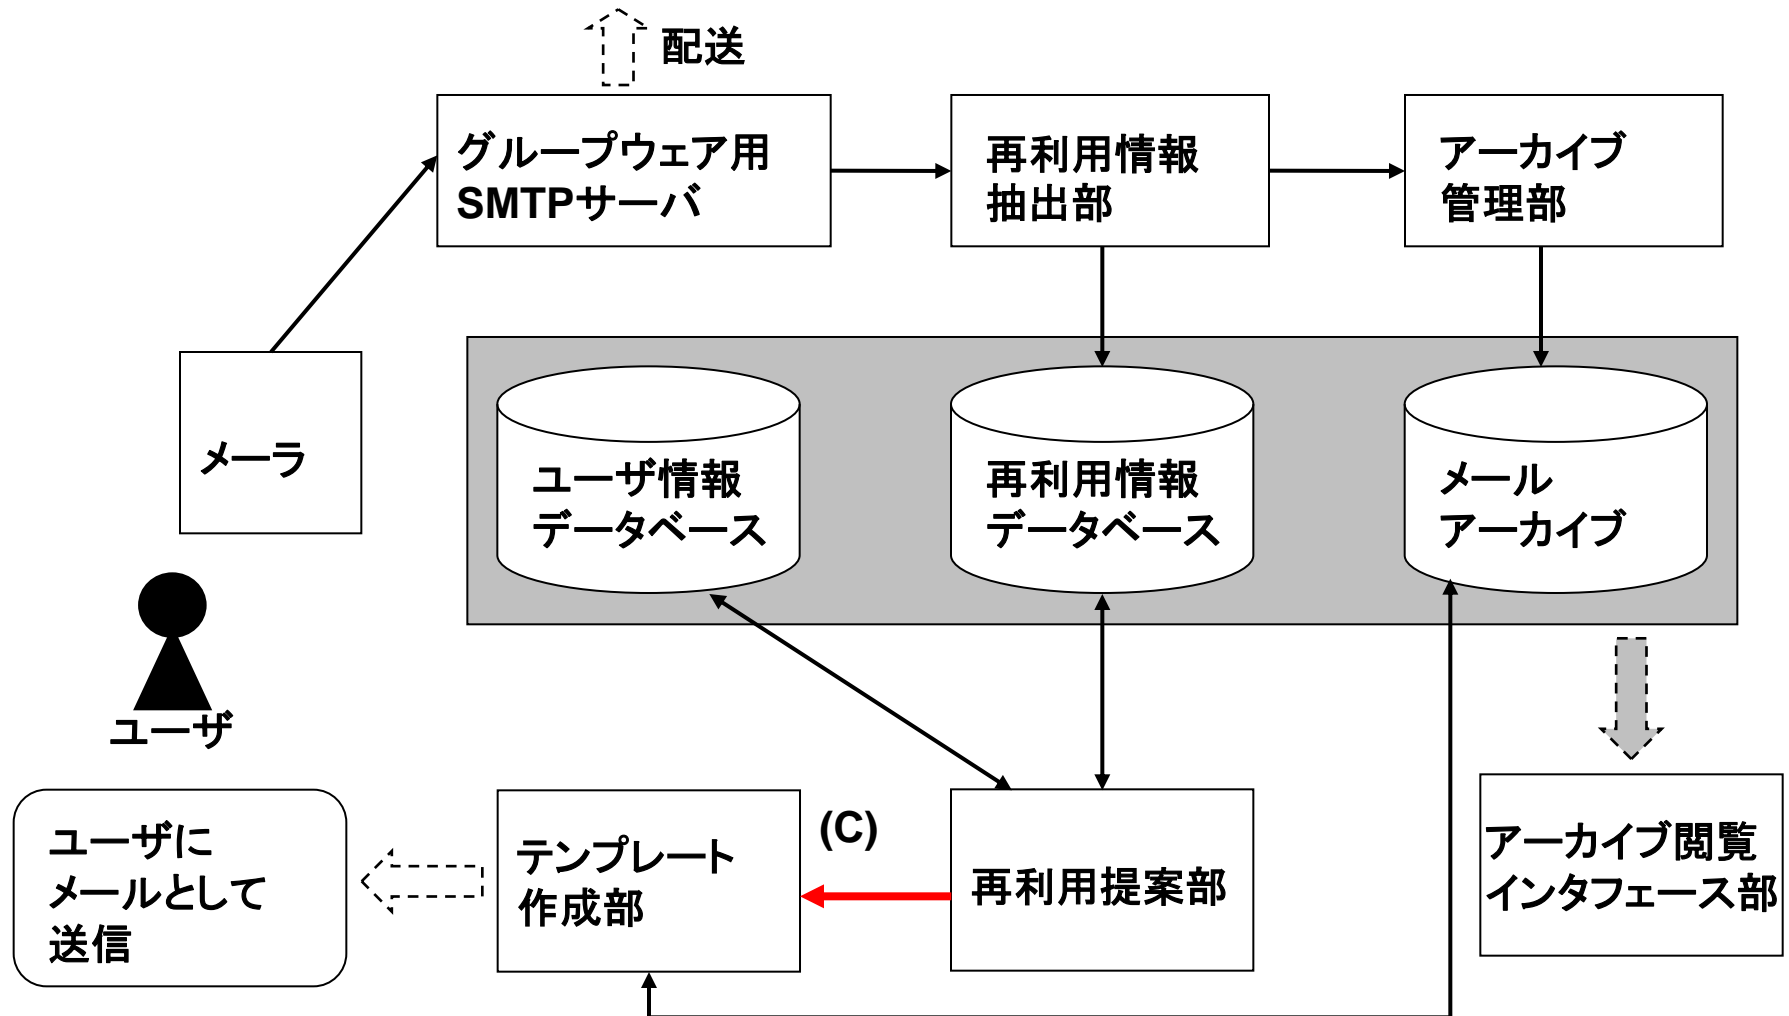 配送
グループウェア用
SMTPサーバ
再利用情報
抽出部
アーカイブ
管理部
メーラ
ユーザ情報
データベース
再利用情報
データベース
メール
アーカイブ
ユーザ
ユーザに
メールとして
送信
テンプレート
作成部
(C)
再利用提案部
アーカイブ閲覧
インタフェース部